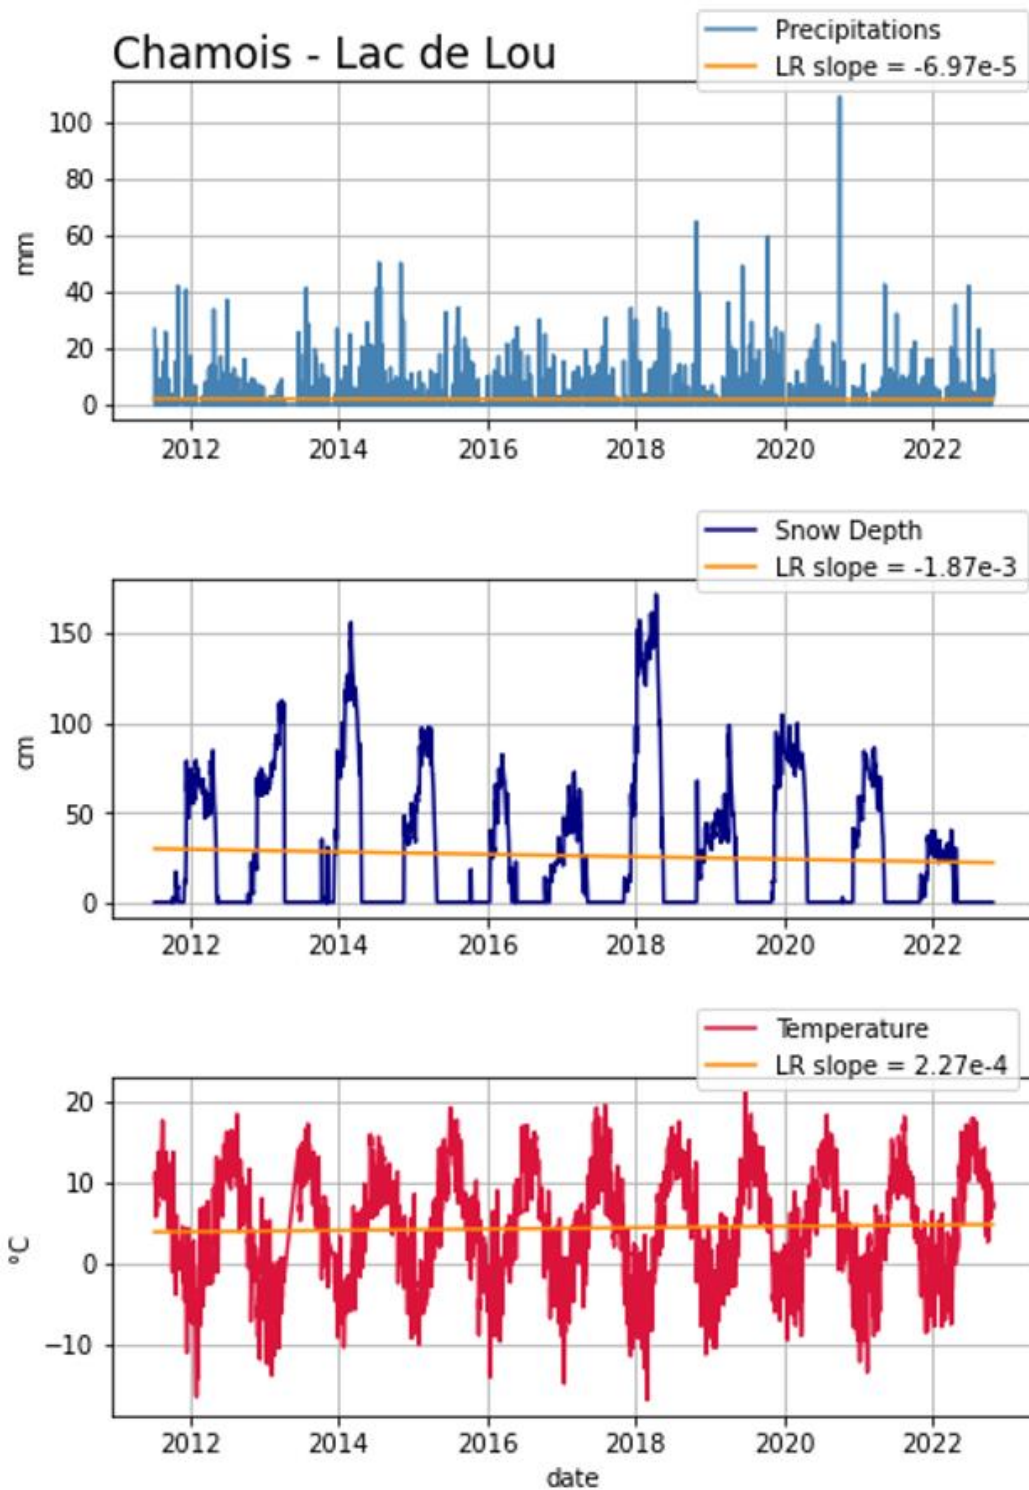 Chamois - Lac de Lou
Precipitations
LR slope = -6.97e-5
100
80
60
40
20
0
mm
2012 2014 2016 2018 2020 2022
Snow Depth
LR slope = -1.87e-3
150
100
50
0
cm
2012 2014 2016 2018 2020 2022
Temperature
LR slope = 2.27e-4
20
10
0
−10
°C
2012 2014 2016 2018 2020 2022
date